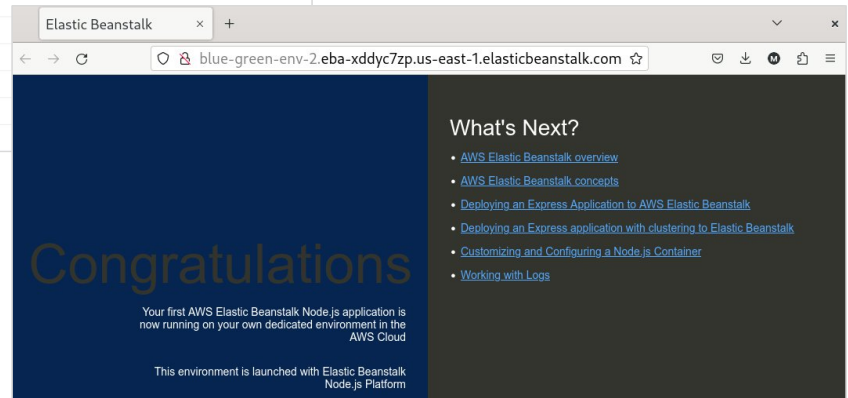 Elastic Beanstalk
blue-green-env-2.eba-xddyc7zp.us-east-1.elasticbeanstalk.com
M
Congratulations
Your first AWS Elastic Beanstalk Node.js application is
now running on your own dedicated environment in the
AWS Cloud
This environment is launched with Elastic Beanstalk
Node.js Platform
What's Next?
AWS Elastic Beanstalk overview
AWS Elastic Beanstalk concepts
Deploying an Express Application to AWS Elastic Beanstalk
Deploying an Express application with clustering to Elastic Beanstalk
Customizing and Configuring a Node.js Container
Working with Logs